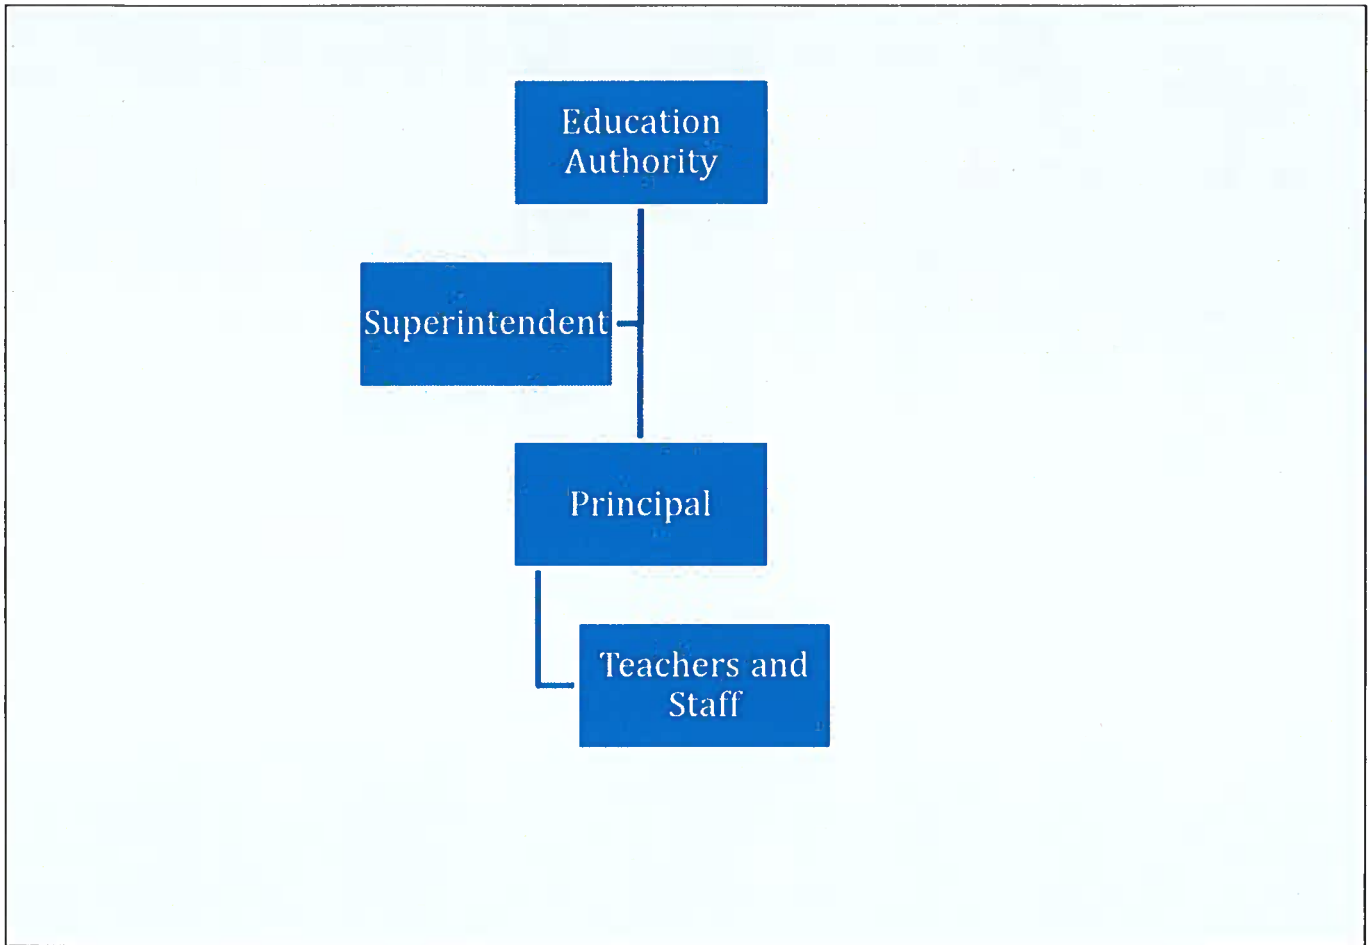 Education
Authority
Superintendent
Principal
Teachers and
Staff